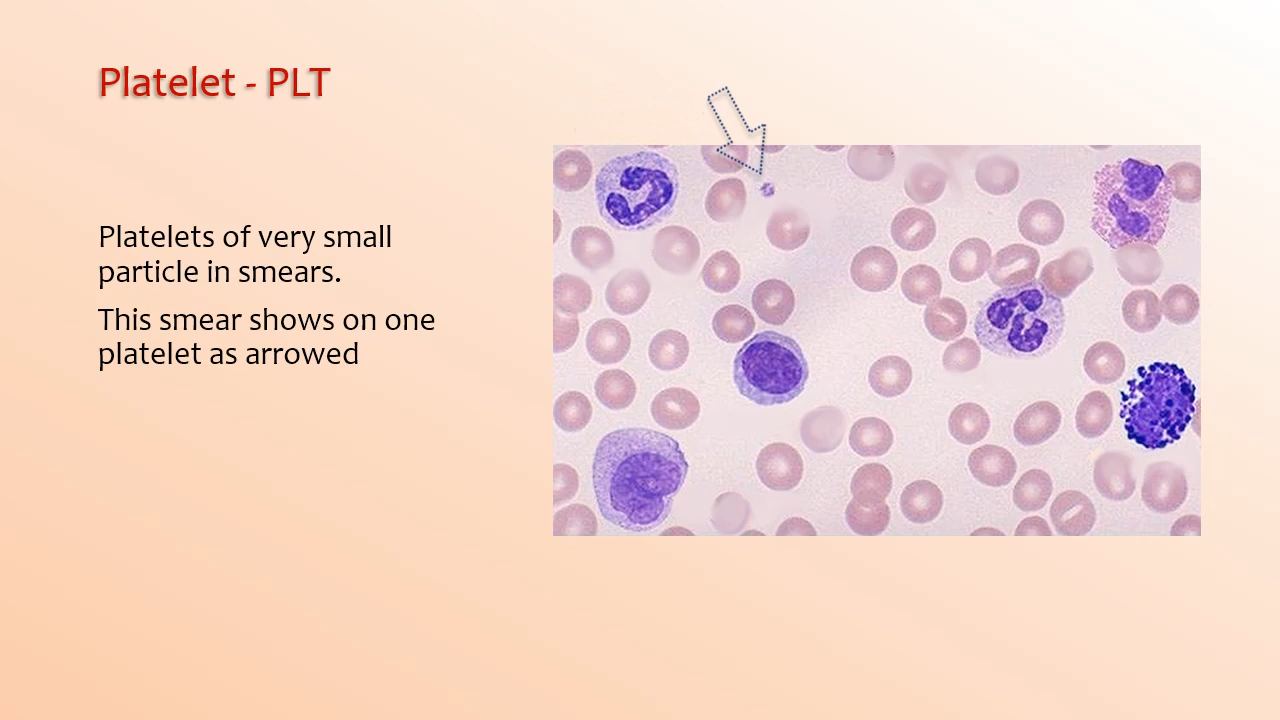 Platelet - PLT
Platelets of very small
particle in smears.
This smear shows on one
platelet as arrowed